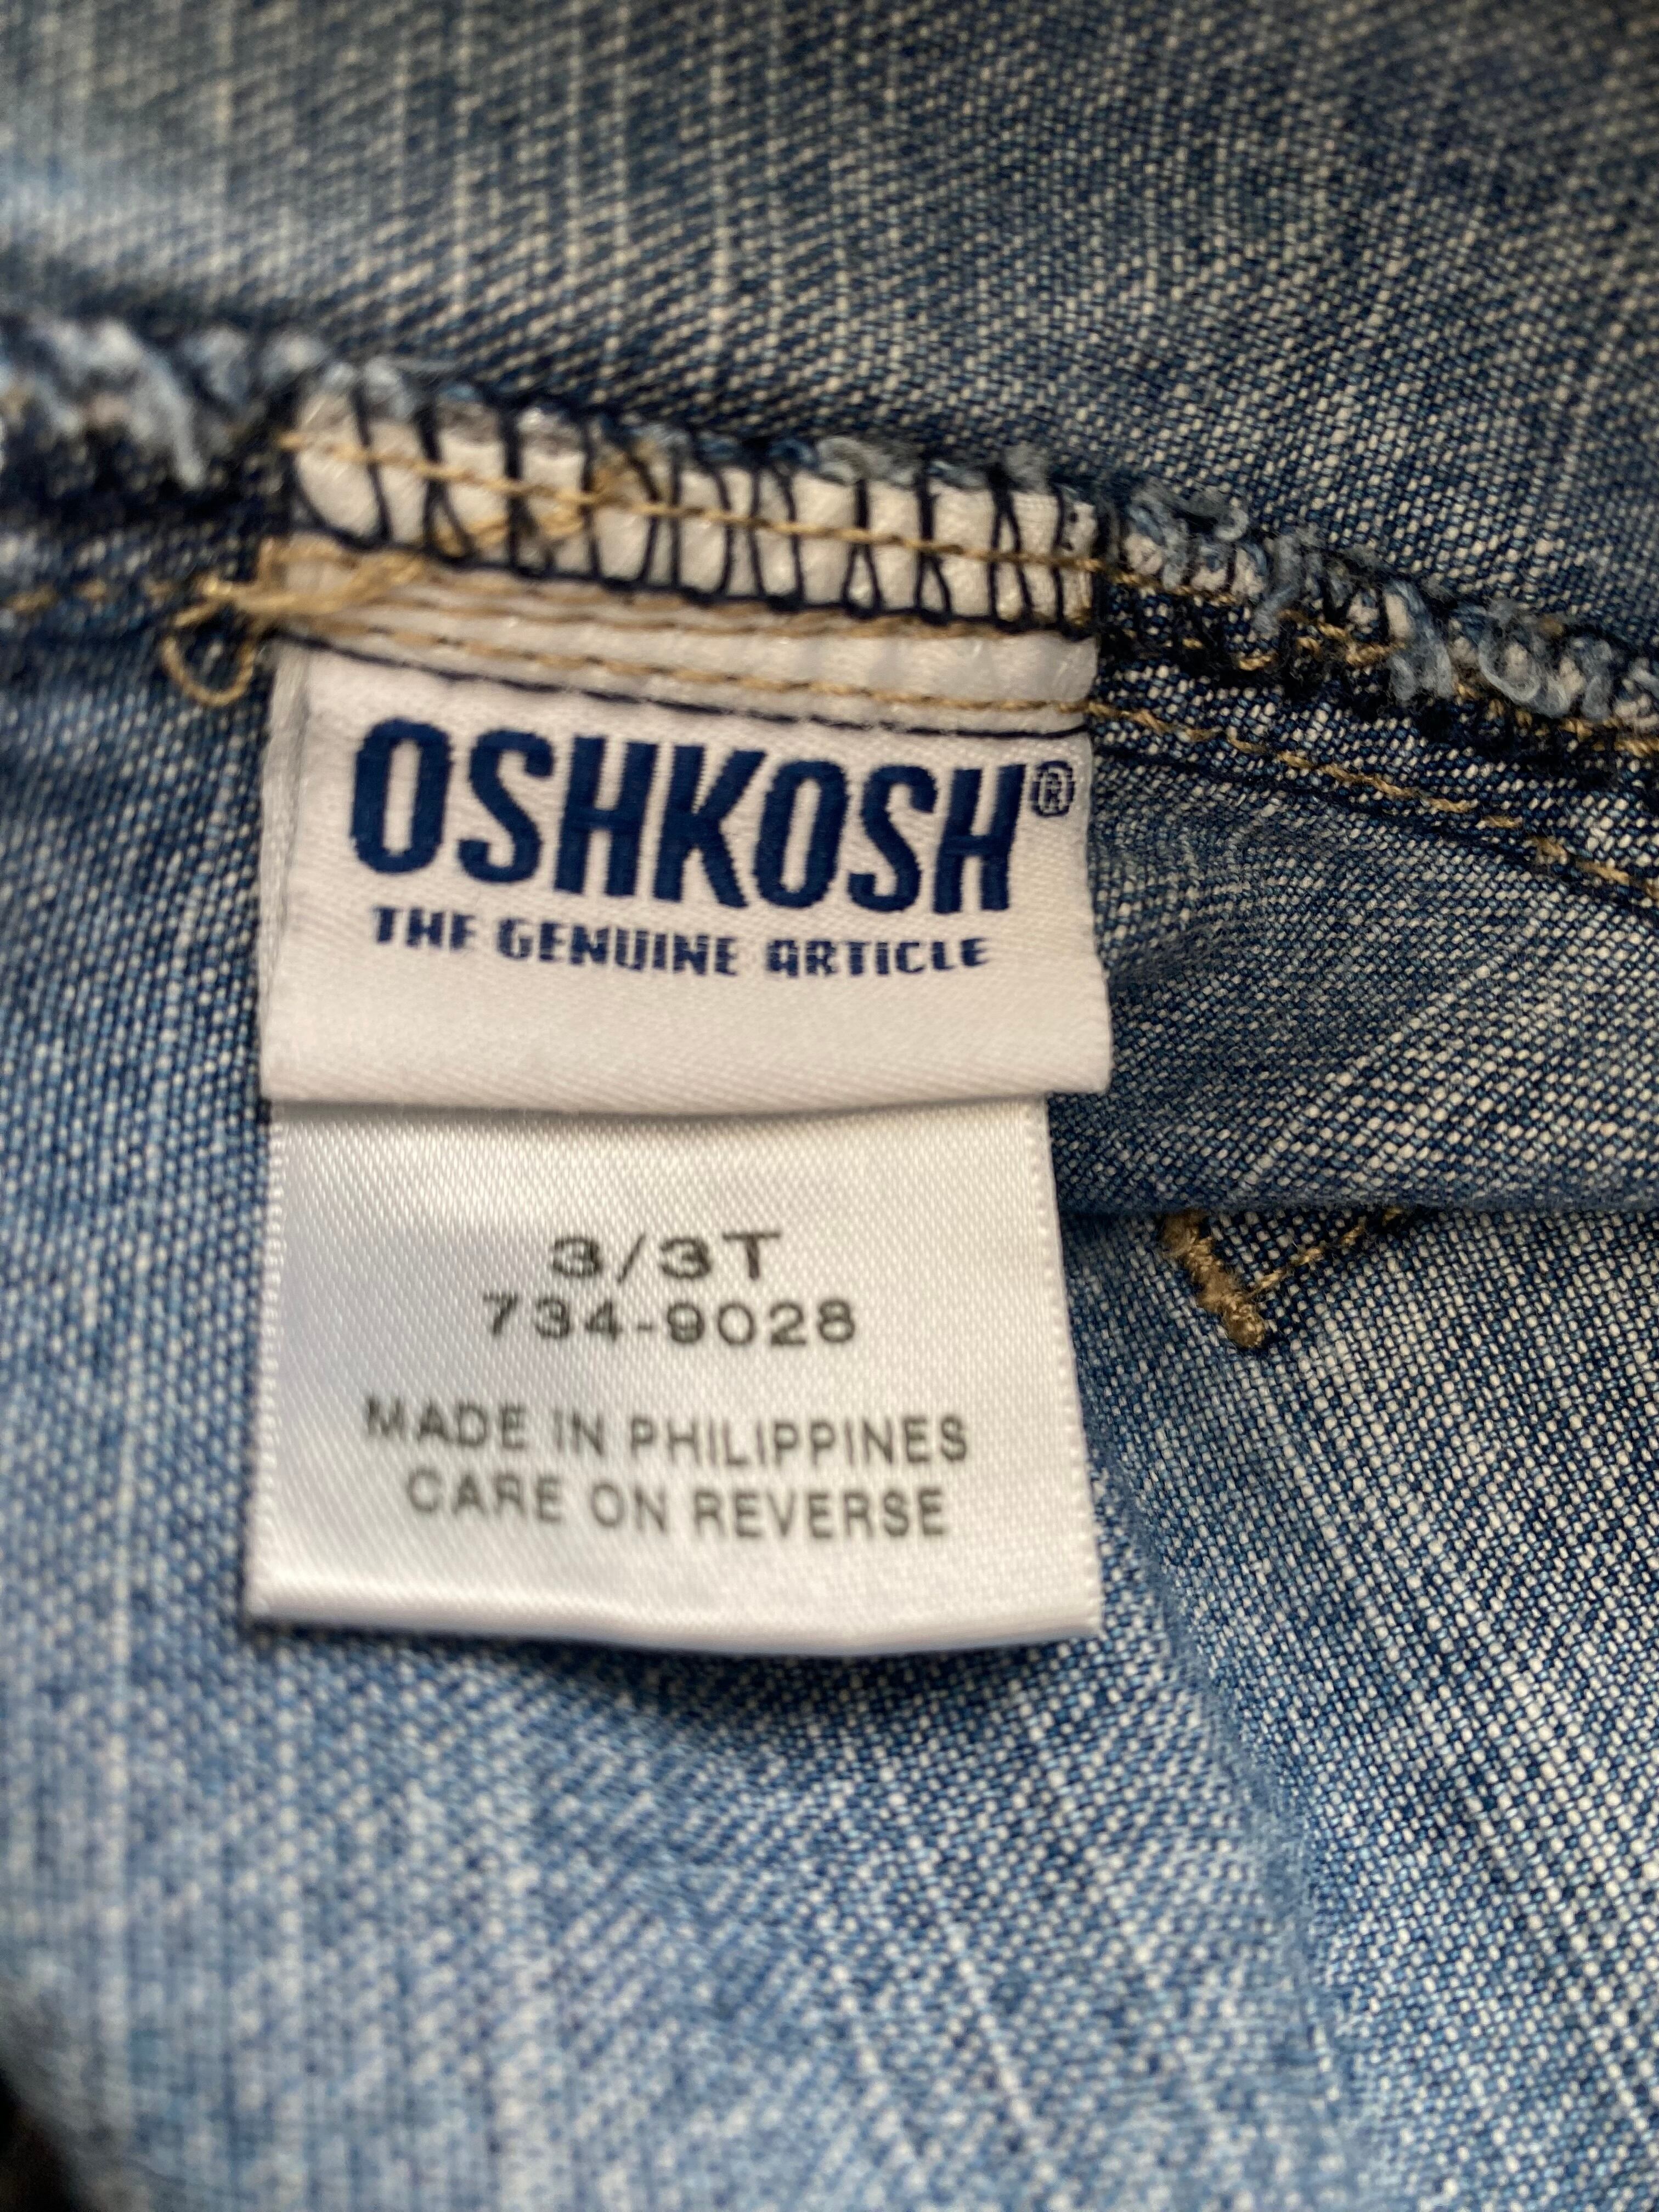 OSHKOSH®
THE GENUINE ARTICLE
3/3T
734-9028
MADE IN PHILIPPINES
CARE ON REVERSE